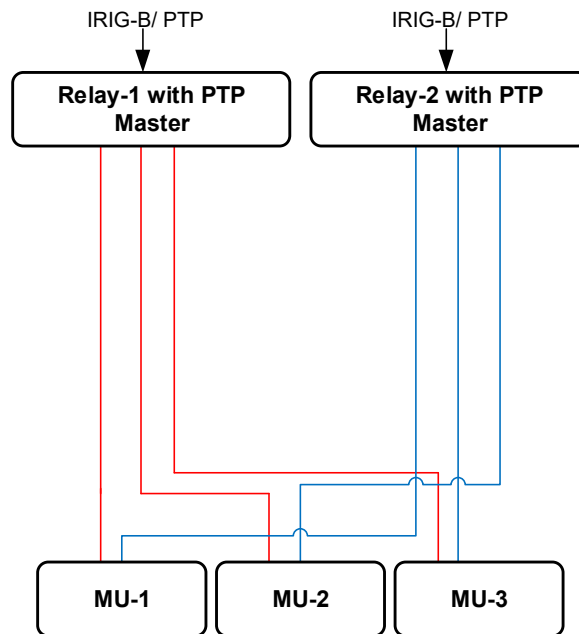 IRIG-B/ PTP
IRIG-B/ PTP
Relay-1 with PTP
Master
Relay-2 with PTP
Master
MU-1
MU-2
MU-3